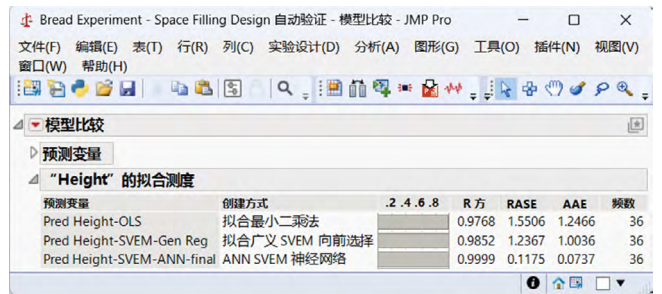 Bread Experiment - Space Filling Design 自动验证 - 模型比较 - JMP Pro
文件(F) 编辑(E) 表(T) 行(R) 列(C) 实验设计(D) 分析(A) 图形(G) 工具(O) 插件(N) 视图(V)
窗口(W) 帮助(H)
模型比较
预测变量
“Height”的拟合测度
预测变量 创建方式 .2 .4 .6 .8 R 方 RASE AAE 频数
Pred Height-OLS 拟合最小二乘法 0.9768 1.5506 1.2466 36
Pred Height-SVEM-Gen Reg 拟合广义 SVEM 向前选择 0.9852 1.2367 1.0036 36
Pred Height-SVEM-ANN-final ANN SVEM 神经网络 0.9999 0.1175 0.0737 36